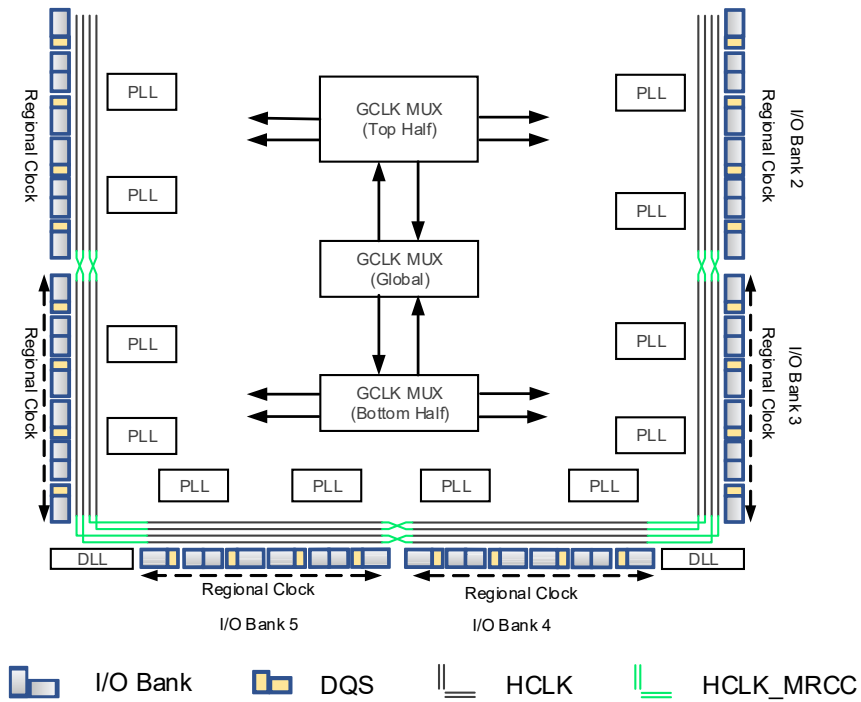 PLL
GCLK MUX
(Top Half)
PLL
Regional Clock
Regional Clock
I/O Bank 2
PLL
PLL
GCLK MUX
(Global)
PLL
PLL
Regional Clock
Regional Clock
I/O Bank 3
GCLK MUX
(Bottom Half)
PLL
PLL
PLL
PLL
PLL
PLL
DLL
DLL
Regional Clock
Regional Clock
I/O Bank 5
I/O Bank 4
I/O Bank
DQS
HCLK
HCLK_MRCC